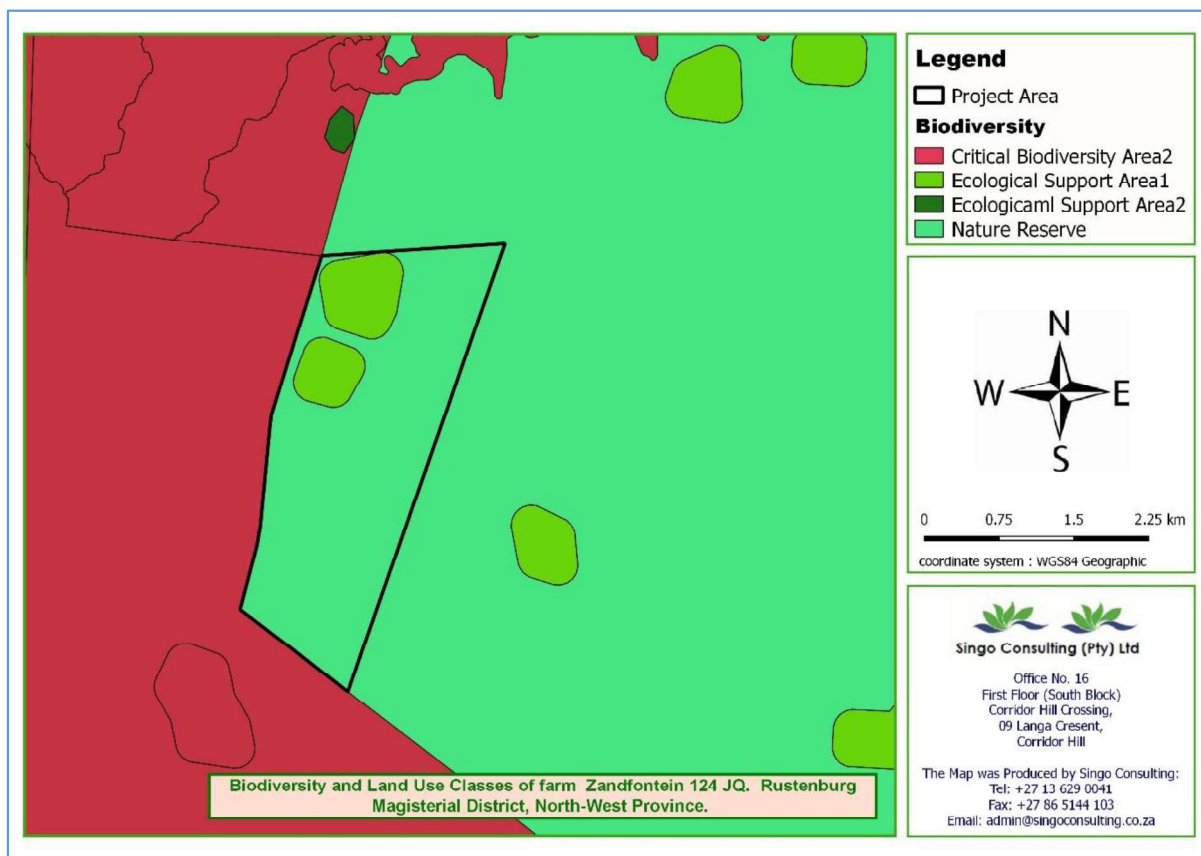 Legend
Project Area
Biodiversity
Critical Biodiversity Area2
Ecological Support Area1
Ecologicaml Support Area2
Nature Reserve
N
W E
S
0 0.75 1.5 2.25 km
coordinate system : WGS84 Geographic
Singo Consulting (Pty) Ltd
Office No. 16
First Floor (South Block)
Corridor Hill Crossing,
09 Langa Cresent,
Corridor Hill
The Map was Produced by Singo Consulting:
Tel: +27 13 629 0041
Fax: +27 86 5144 103
Email: admin@singoconsulting.co.za
Biodiversity and Land Use Classes of farm Zandfontein 124 JQ. Rustenburg
Magisterial District, North-West Province.